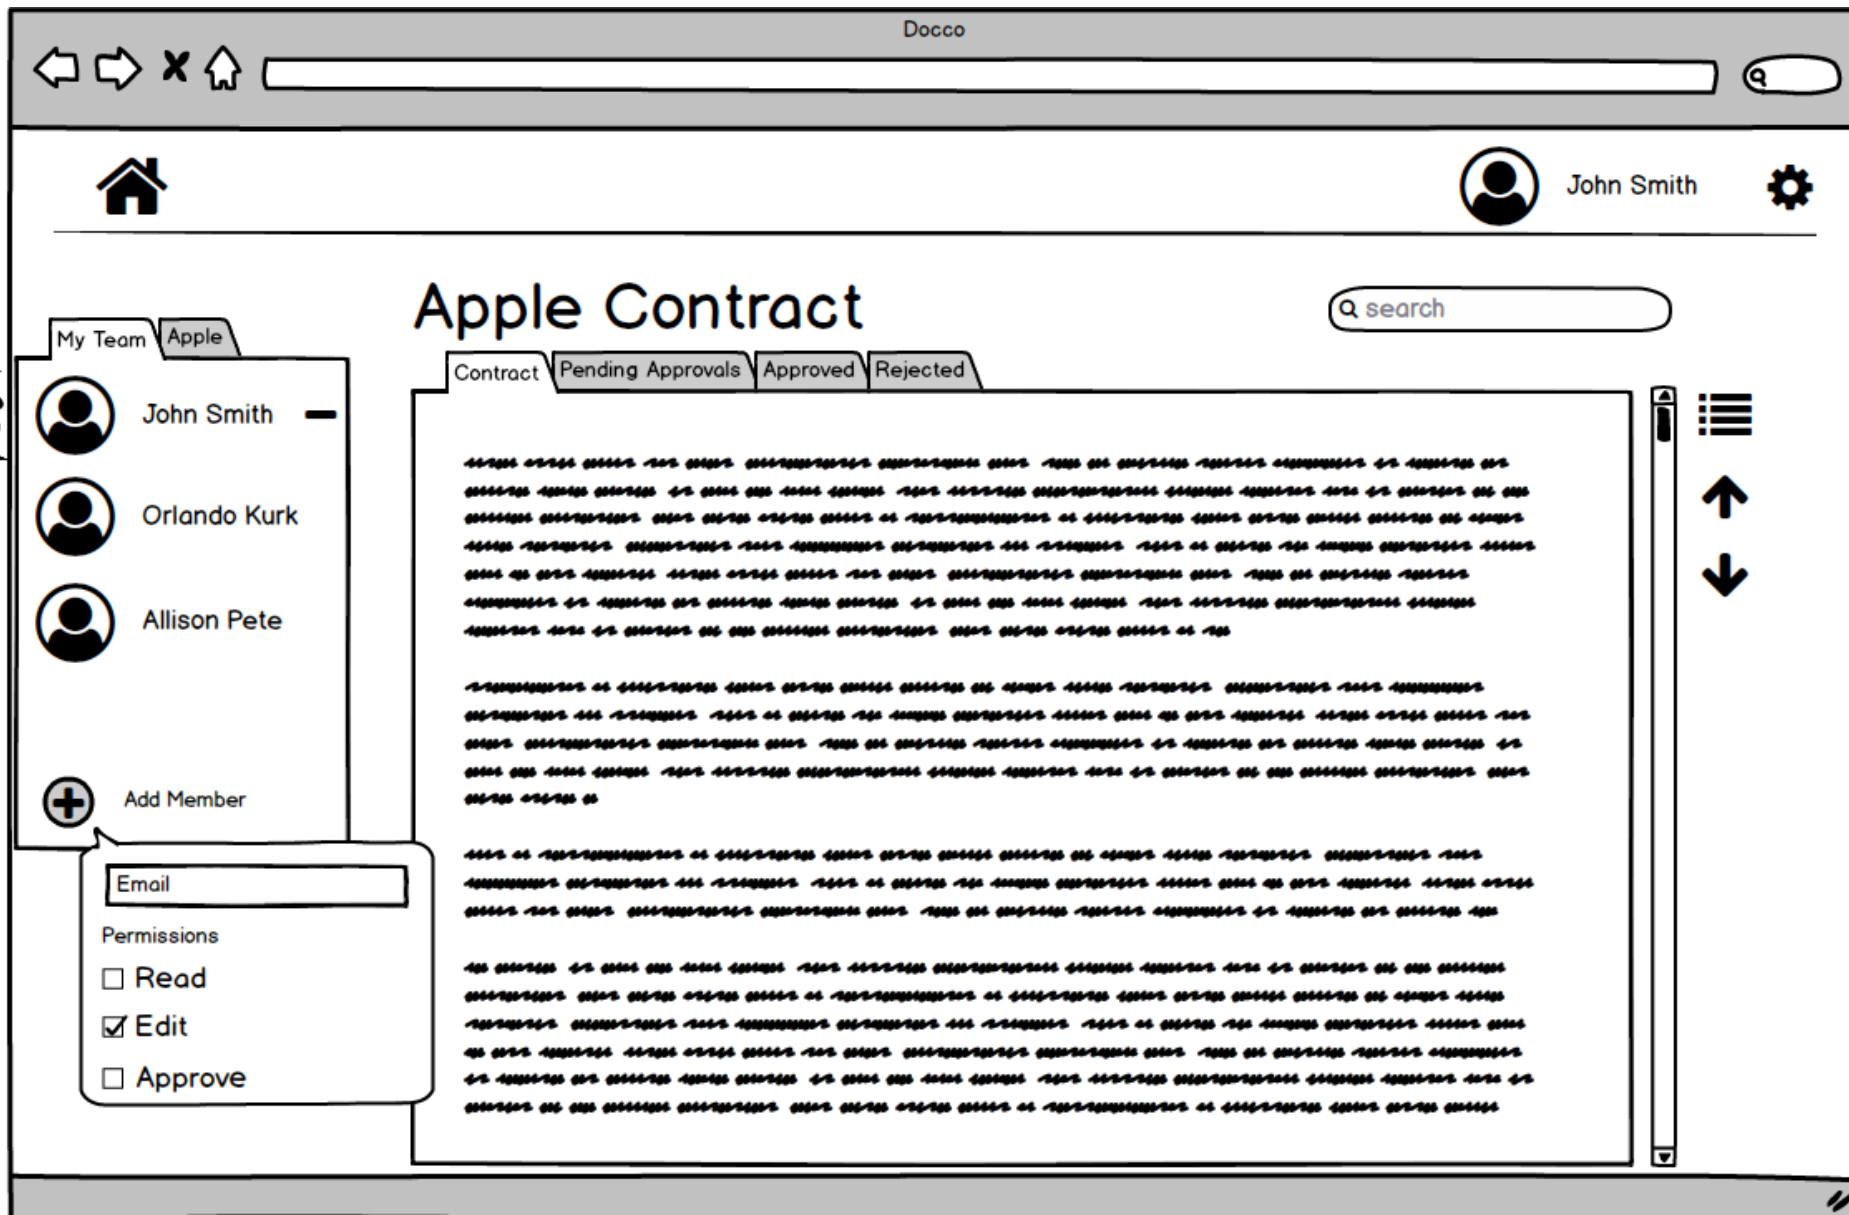 Docco
John Smith
Apple Contract
search
My Team
Apple
Contract
Pending Approvals
Approved
Rejected
John Smith
Orlando Kurk
Allison Pete
Add Member
Email
Permissions
Read
Edit
Approve